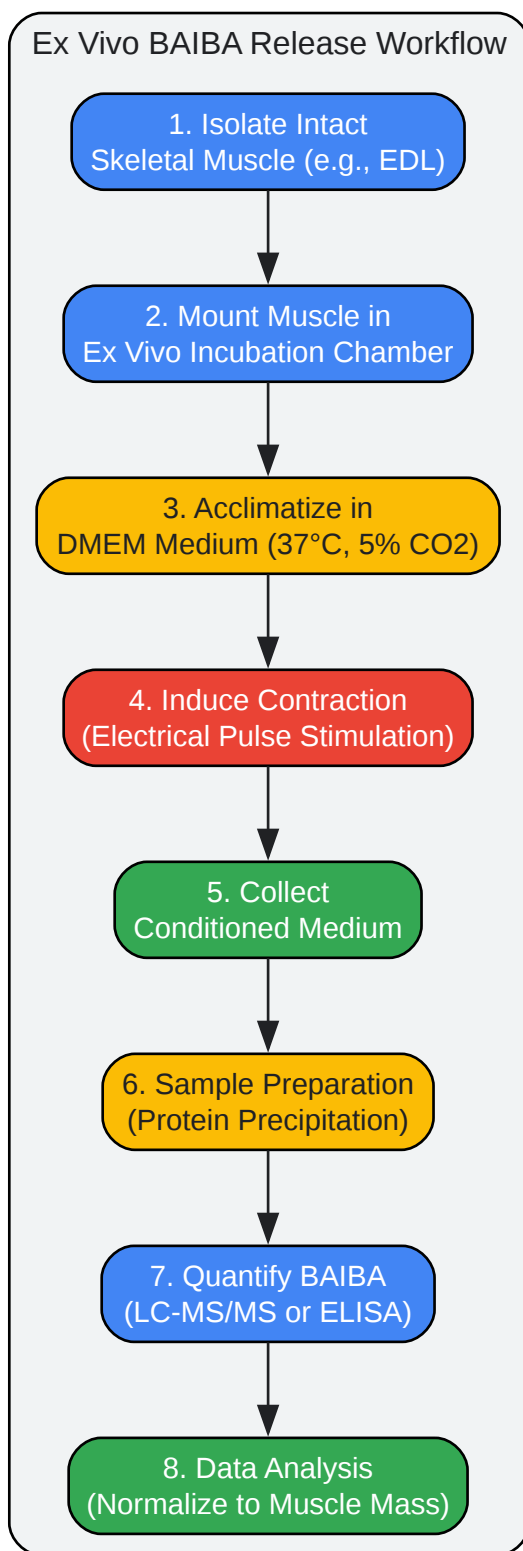 Ex Vivo BAIBA Release Workflow
1. Isolate Intact
Skeletal Muscle (e.g., EDL)
2. Mount Muscle in
Ex Vivo Incubation Chamber
3. Acclimatize in
DMEM Medium (37°C, 5% CO2)
4. Induce Contraction
(Electrical Pulse Stimulation)
5. Collect
Conditioned Medium
6. Sample Preparation
(Protein Precipitation)
7. Quantify BAIBA
(LC-MS/MS or ELISA)
8. Data Analysis
(Normalize to Muscle Mass)